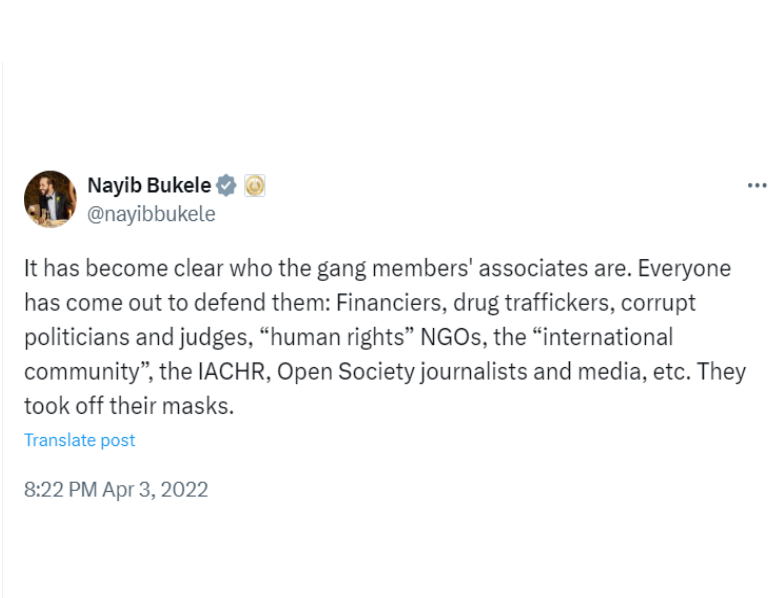 Nayib Bukele
@nayibbukele
It has become clear who the gang members' associates are. Everyone
has come out to defend them: Financiers, drug traffickers, corrupt
politicians and judges, “human rights” NGOs, the “international
community”, the IACHR, Open Society journalists and media, etc. They
took off their masks.
Translate post
8:22 PM Apr 3, 2022